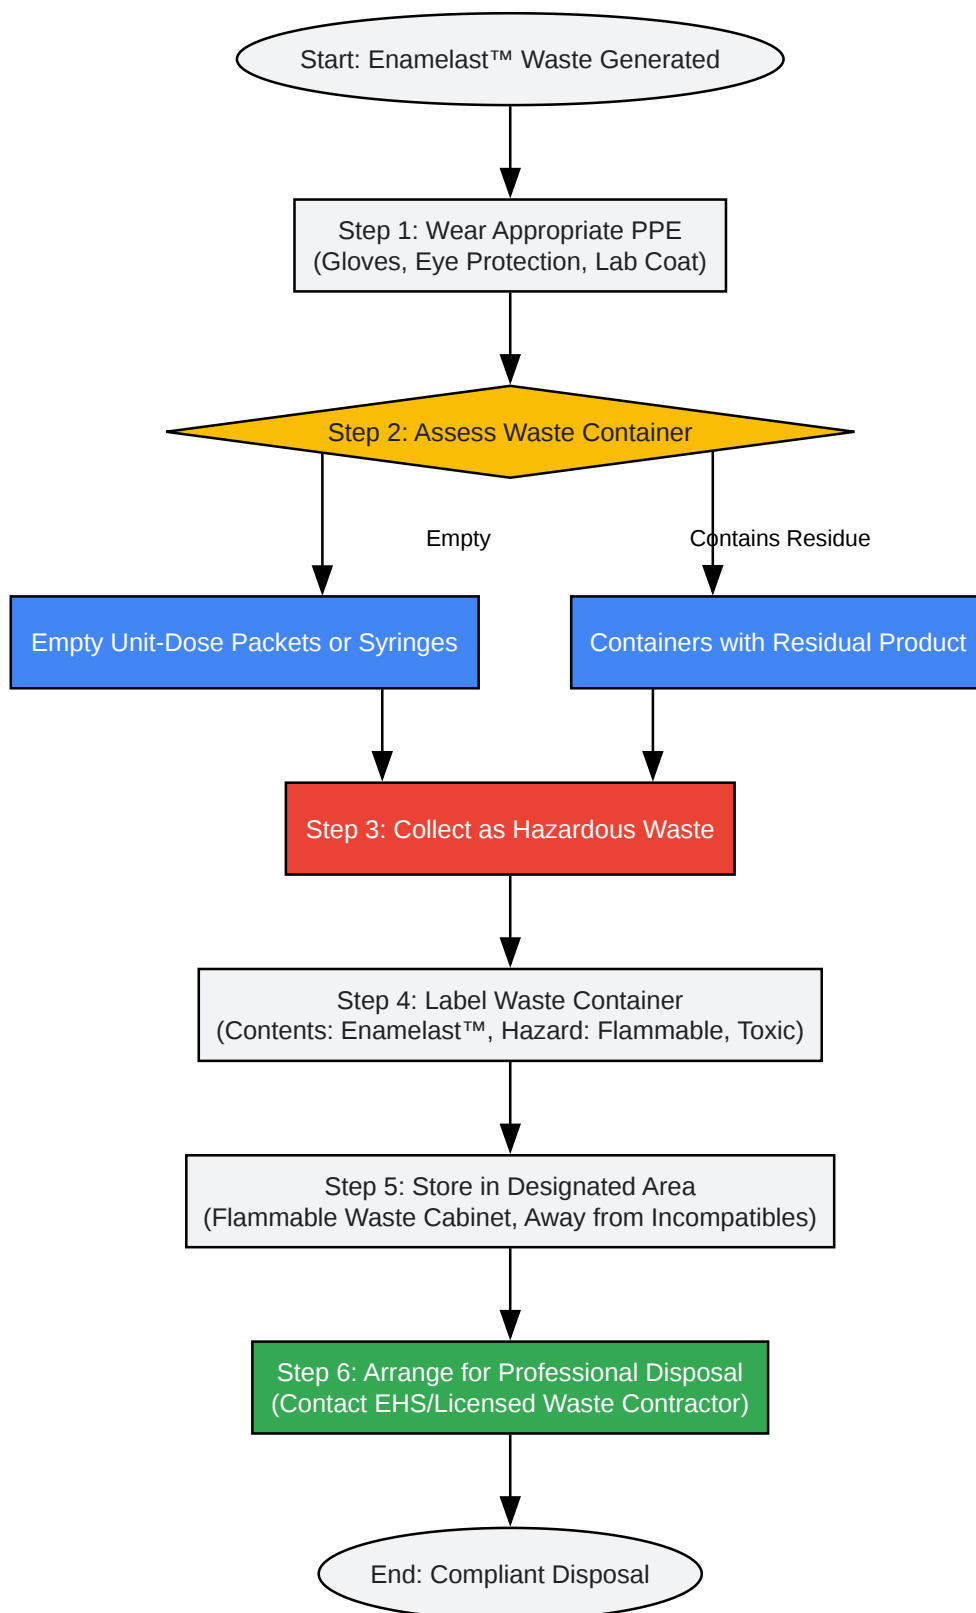 Start: Enamelast™ Waste Generated
Step 1: Wear Appropriate PPE
(Gloves, Eye Protection, Lab Coat)
Step 2: Assess Waste Container
Empty
Contains Residue
Empty Unit-Dose Packets or Syringes
Containers with Residual Product
Step 3: Collect as Hazardous Waste
Step 4: Label Waste Container
(Contents: Enamelast™, Hazard: Flammable, Toxic)
Step 5: Store in Designated Area
(Flammable Waste Cabinet, Away from Incompatibles)
Step 6: Arrange for Professional Disposal
(Contact EHS/Licensed Waste Contractor)
End: Compliant Disposal